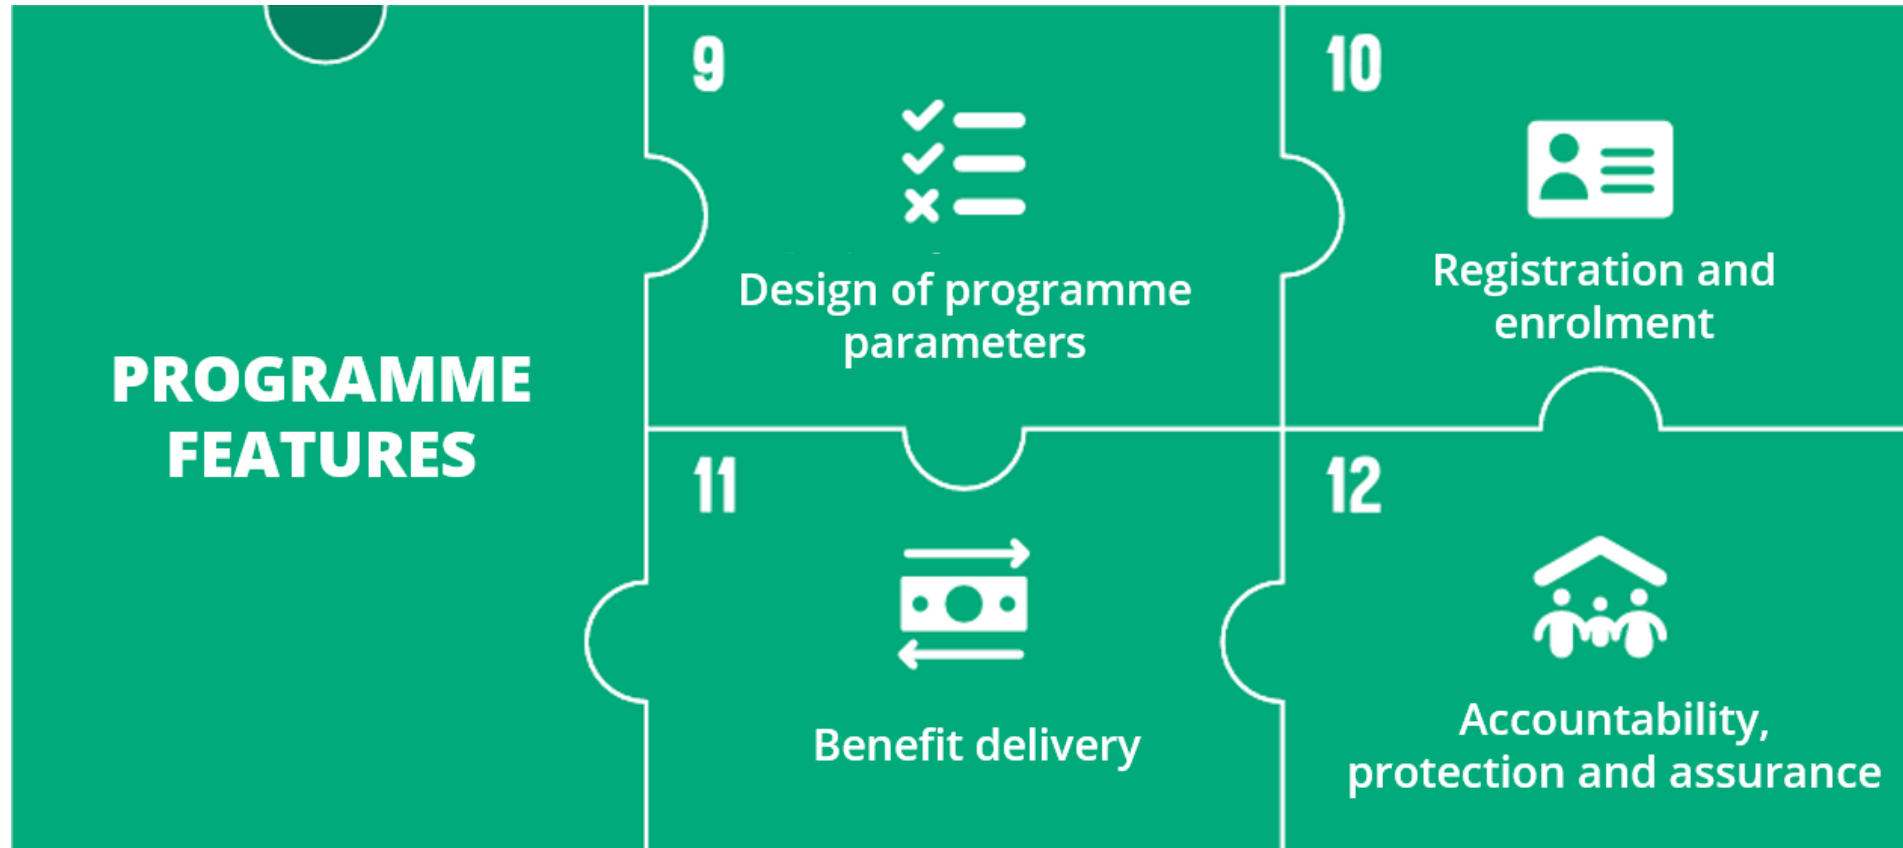 PROGRAMME
FEATURES
9
Design of programme
parameters
10
Registration and
enrolment
11
Benefit delivery
12
Accountability,
protection and assurance